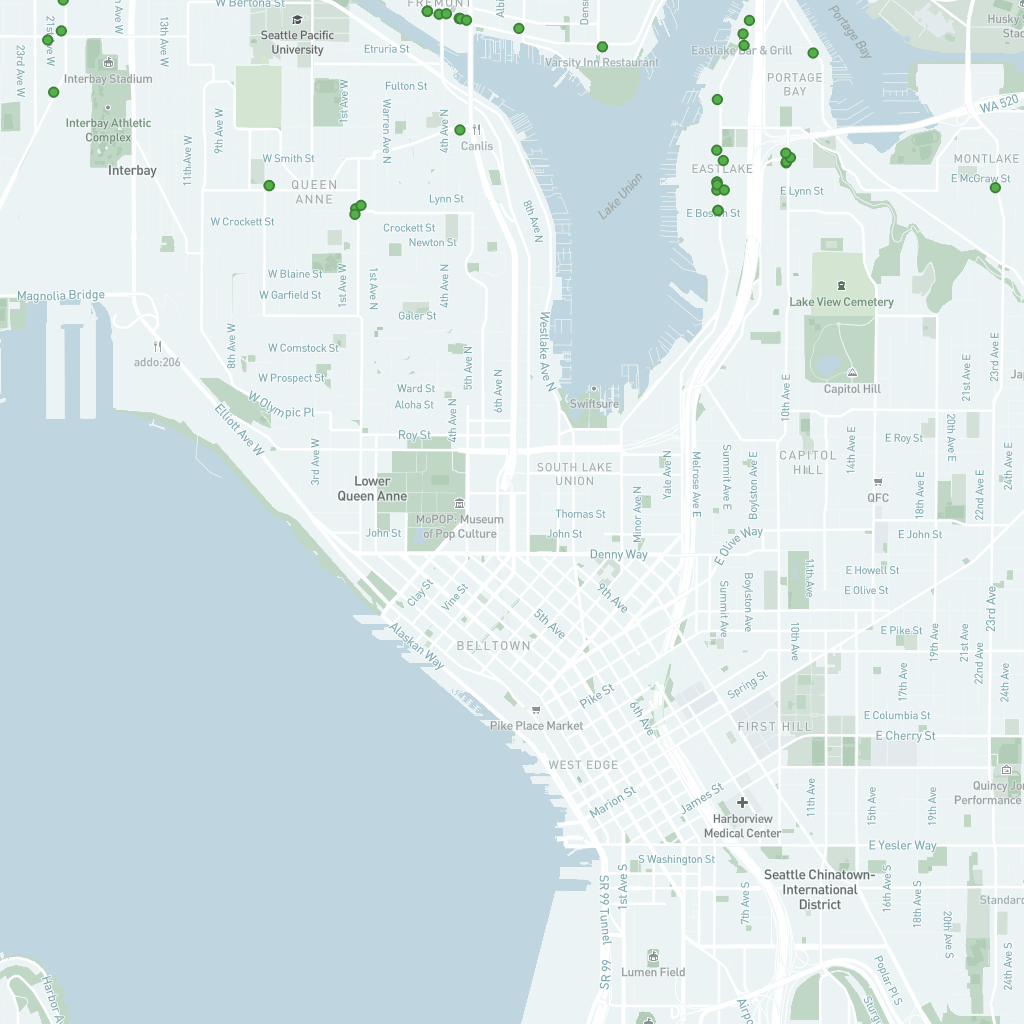 W Bertona St
FREMONT
Albi
Densm
Portage Bay
Husky
Stac
21st Ave W
23rd Ave W
13th Ave W
Ave W
Seattle Pacific
University
Etruria St
Eastlake Bar & Grill
Varsity Inn Restaurant
Interbay Stadium
PORTAGE
BAY
Fulton St
1st Ave W
WA 520
9th Ave W
Warren Ave N
4th Ave N
Interbay Athletic
Complex
Canlis
11th Ave W
W Smith St
MONTLAKE
Interbay
EASTLAKE
QUEEN
ANNE
E McGraw St
E Lynn St
Lynn St
Lake Union
8th Ave N
E Boston St
W Crockett St
Crockett St
Newton St
W Blaine St
1st Ave W
1st Ave N
4th Ave N
Magnolia Bridge
W Garfield St
Lake View Cemetery
Galer St
8th Ave W
Westlake Ave N
W Comstock St
addo:206
23rd Ave E
5th Ave N
21st Ave E
W Prospect St
Jap
Ward St
Capitol Hill
6th Ave N
10th Ave E
W Olympic Pl
Aloha St
Swiftsure
4th Ave N
Elliott Ave W
Roy St
20th Ave E
E Roy St
14th Ave E
3rd Ave W
CAPITOL
HILL
24th Ave E
SOUTH LAKE
UNION
Yale Ave N
Melrose Ave E
Summit Ave E
Boylston Ave E
Lower
Queen Anne
QFC
18th Ave E
22nd Ave E
Minor Ave N
Thomas St
MoPOP: Museum
of Pop Culture
John St
John St
E John St
E Olive Way
Denny Way
E Howell St
11th Ave
E Olive St
Clay St
Vine St
9th Ave
Summit Ave
Boylston Ave
23rd Ave
5th Ave
E Pike St
Alaskan Way
BELLTOWN
10th Ave
19th Ave
21st Ave
22nd Ave
Spring St
17th Ave
24th Ave
Pike St
6th Ave
Pike Place Market
E Columbia St
FIRST HILL
E Cherry St
WEST EDGE
Quincy Jon
Performance
Marion St
James St
11th Ave
15th Ave
19th Ave
Harborview
Medical Center
E Yesler Way
S Washington St
Seattle Chinatown-
International
District
SR 99 Tunnel
1st Ave S
7th Ave S
16th Ave S
18th Ave S
Standard
20th Ave S
24th Ave S
Lumen Field
SR 99
Poplar Pl S
Harbor Av
Airpo
Sturgu